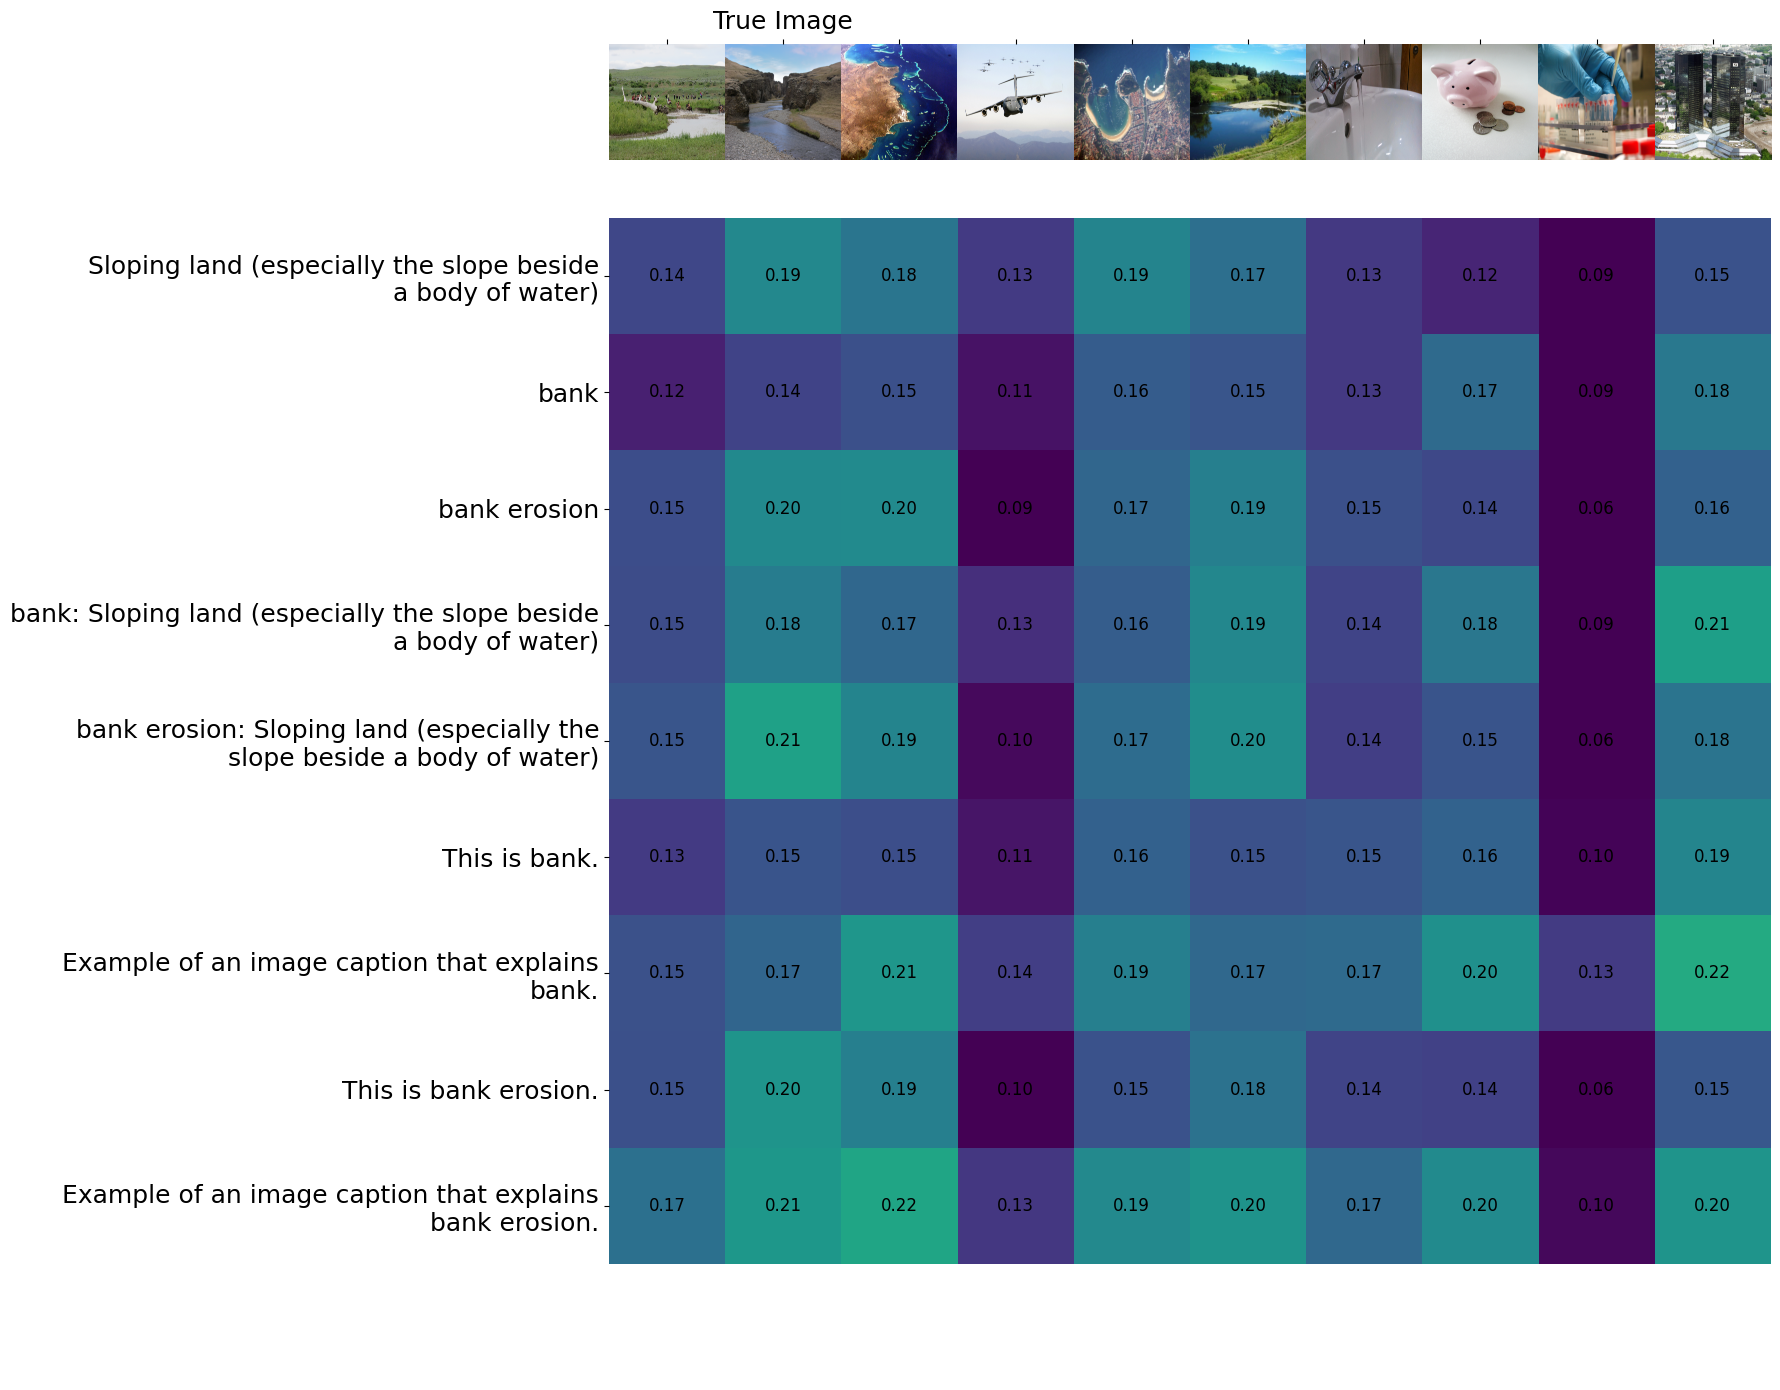 True Image
Sloping land (especially the slope beside
a body of water)
0.14 0.19 0.18 0.13 0.19 0.17 0.13 0.12 0.09 0.15
bank
0.12 0.14 0.15 0.11 0.16 0.15 0.13 0.17 0.09 0.18
bank erosion
0.15 0.20 0.20 0.09 0.17 0.19 0.15 0.14 0.06 0.16
bank: Sloping land (especially the slope beside
a body of water)
0.15 0.18 0.17 0.13 0.16 0.19 0.14 0.18 0.09 0.21
bank erosion: Sloping land (especially the
slope beside a body of water)
0.15 0.21 0.19 0.10 0.17 0.20 0.14 0.15 0.06 0.18
This is bank.
0.13 0.15 0.15 0.11 0.16 0.15 0.15 0.16 0.10 0.19
Example of an image caption that explains
bank.
0.15 0.17 0.21 0.14 0.19 0.17 0.17 0.20 0.13 0.22
This is bank erosion.
0.15 0.20 0.19 0.10 0.15 0.18 0.14 0.14 0.06 0.15
Example of an image caption that explains
bank erosion.
0.17 0.21 0.22 0.13 0.19 0.20 0.17 0.20 0.10 0.20